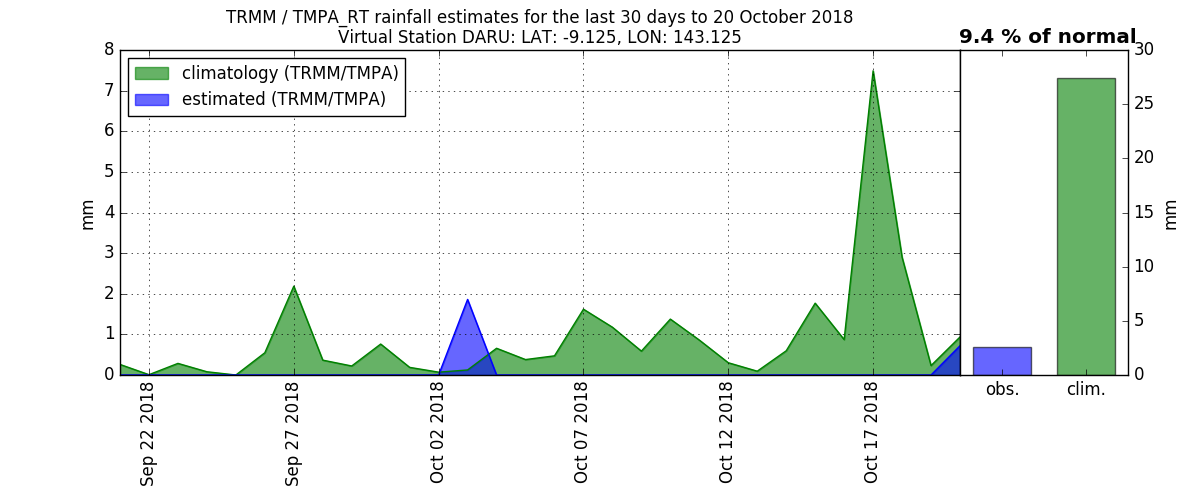 TRMM / TMPA_RT rainfall estimates for the last 30 days to 20 October 2018
Virtual Station DARU: LAT: -9.125, LON: 143.125
9.4 % of normal
climatology (TRMM/TMPA)
estimated (TRMM/TMPA)
8
7
6
5
4
3
2
1
0
mm
Sep 22 2018
Sep 27 2018
Oct 02 2018
Oct 07 2018
Oct 12 2018
Oct 17 2018
obs.
clim.
30
25
20
15
10
5
0
mm